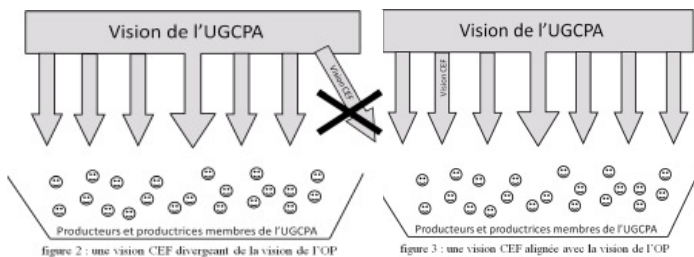 Vision de l'UGCPA
Vision CEF
Producteurs et productrices membres de l'UGCPA
figure 2 : une vision CEF divergeant de la vision de l'OP
Vision de l'UGCPA
Vision CEF
Producteurs et productrices membres de l'UGCPA
figure 3 : une vision CEF alignée avec la vision de l'OP